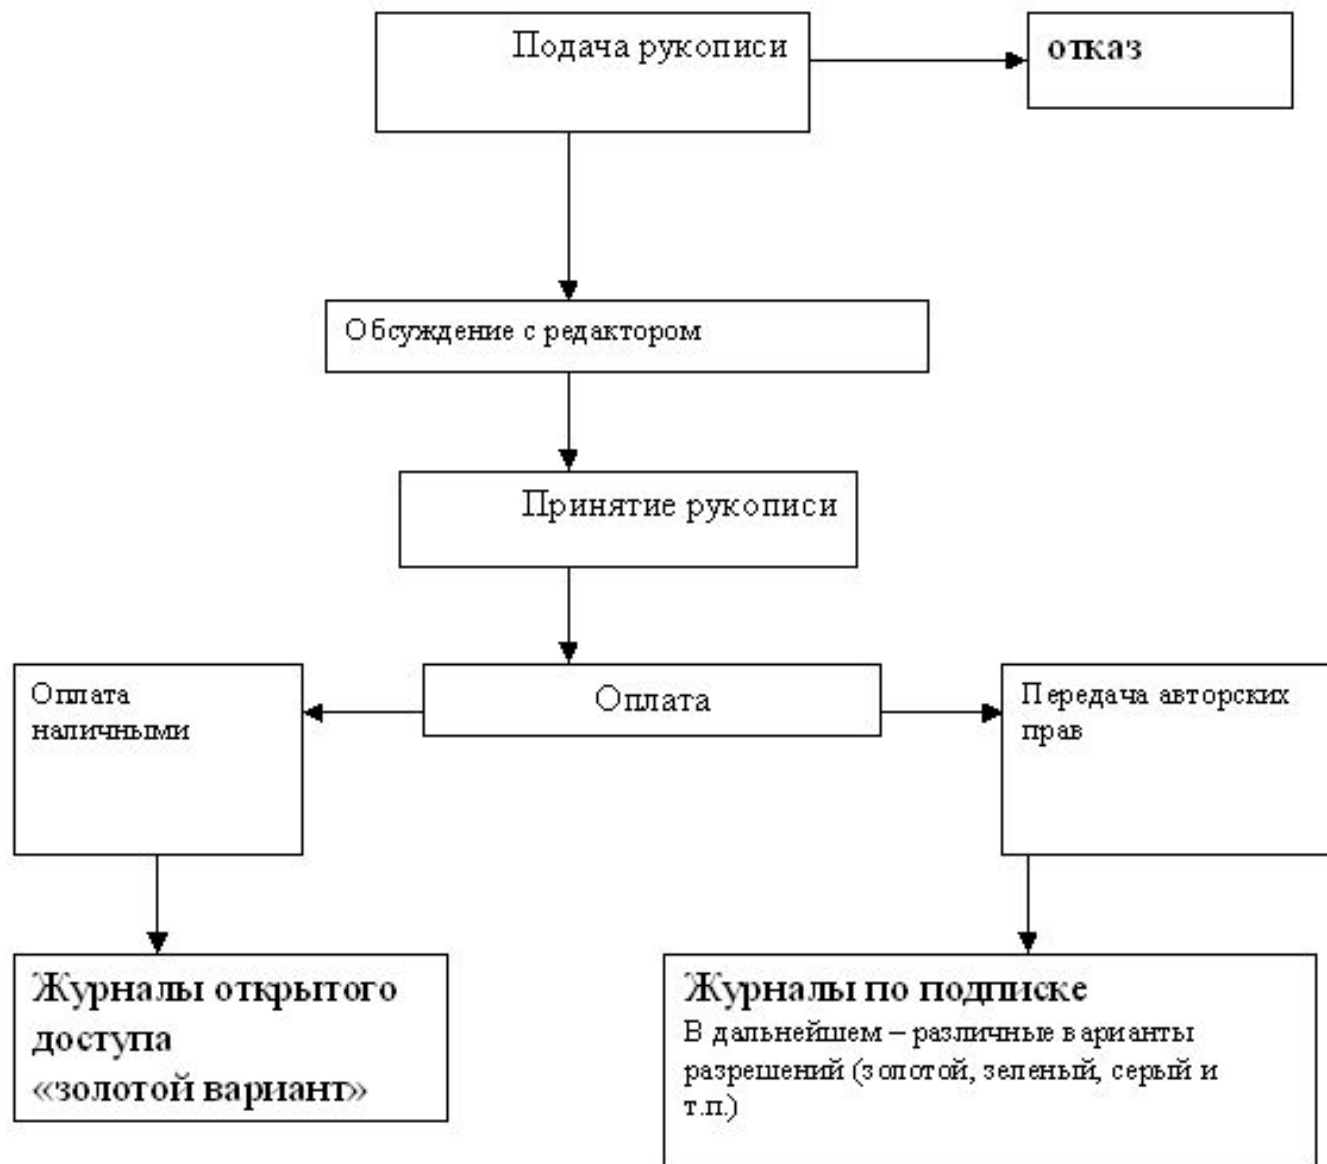 Подача рукописи
отказ
Обсуждение с редактором
Принятие рукописи
Оплата
наличными
Оплата
Передача авторских
прав
Журналы открытого
доступа
«золотой вариант»
Журналы по подписке
В дальнейшем – различные варианты
разрешений (золотой, зеленый, серый и
т.п.)